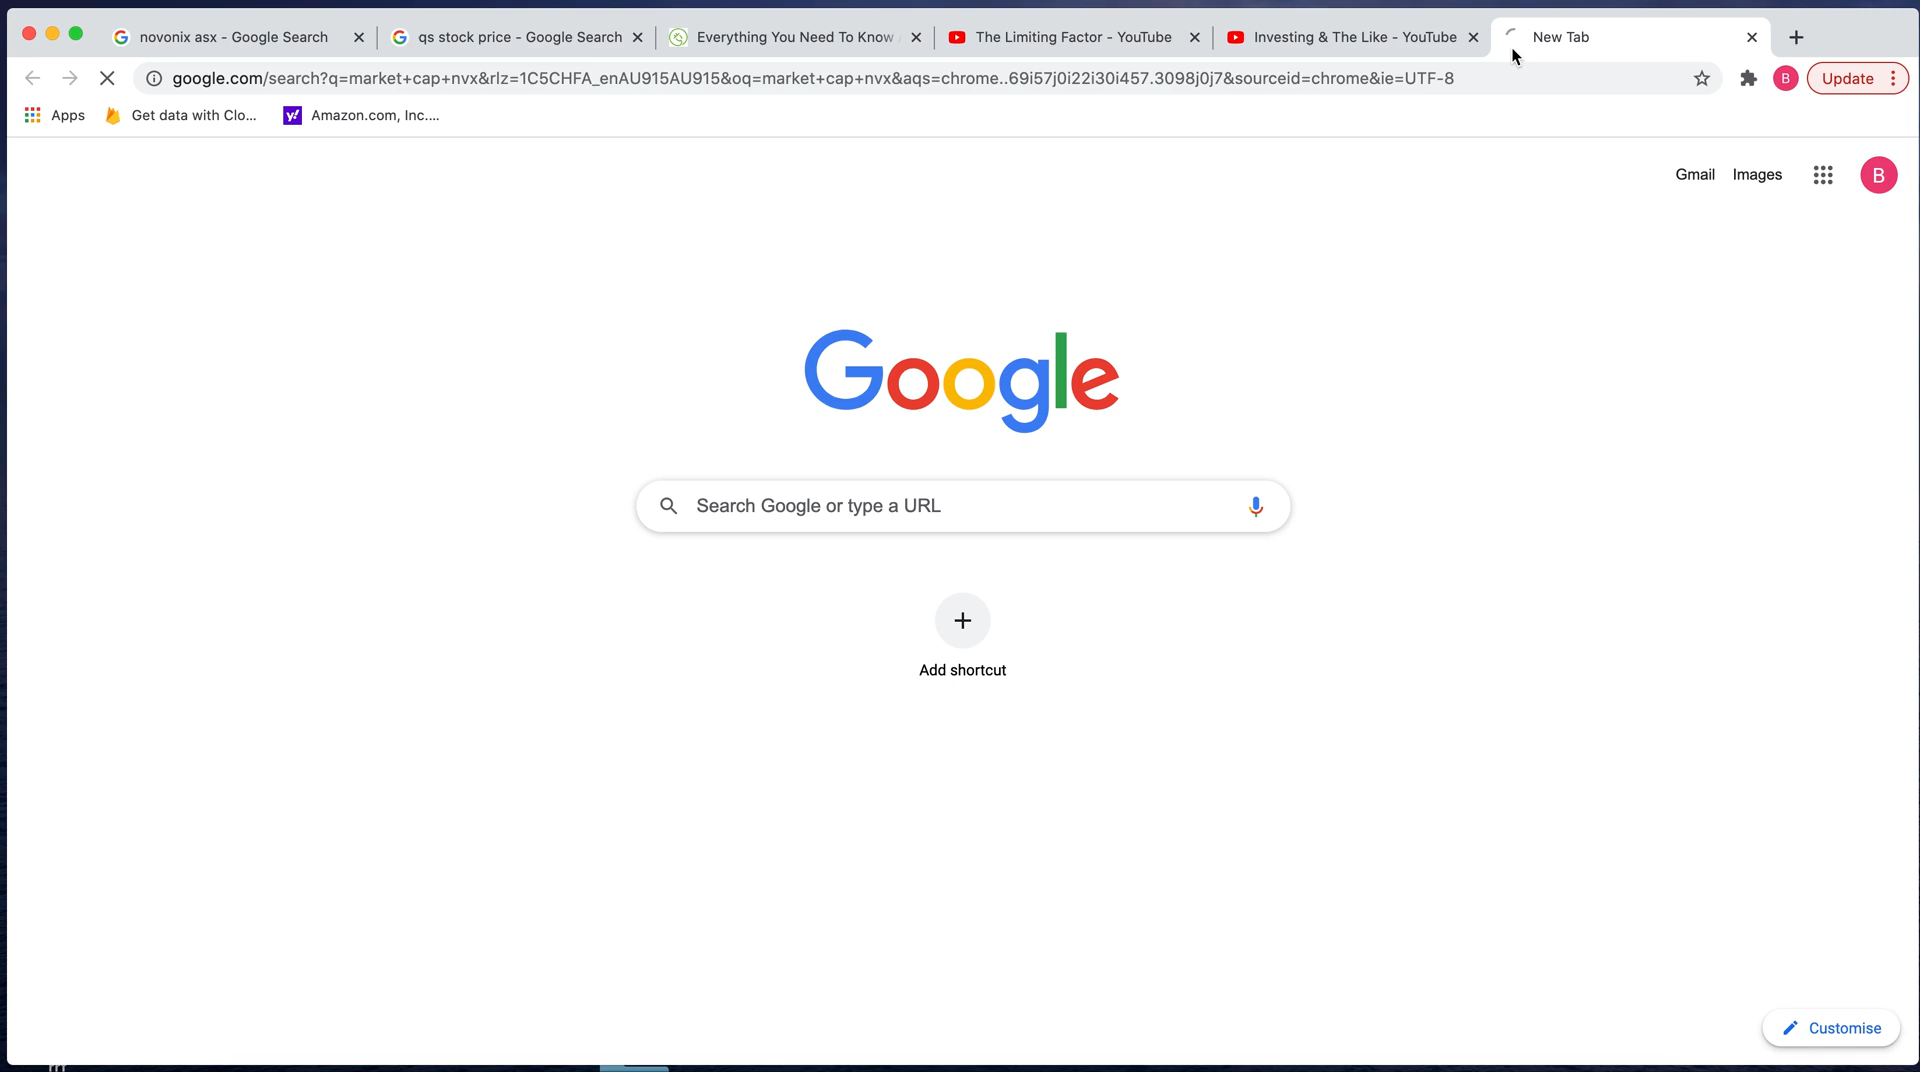 novonix asx - Google Search
qs stock price - Google Search
Everything You Need To Know
The Limiting Factor - YouTube
Investing & The Like - YouTube
New Tab
google.com/search?q=market+cap+nvx&rlz=1C5CHFA_enAU915AU915&oq=market+cap+nvx&aqs=chrome..69i57j0i22i30i457.3098j0j7&sourceid=chrome&ie=UTF-8
B
Update
Apps
Get data with Clo...
y!
Amazon.com, Inc....
Gmail
Images
B
Google
Search Google or type a URL
Add shortcut
Customise